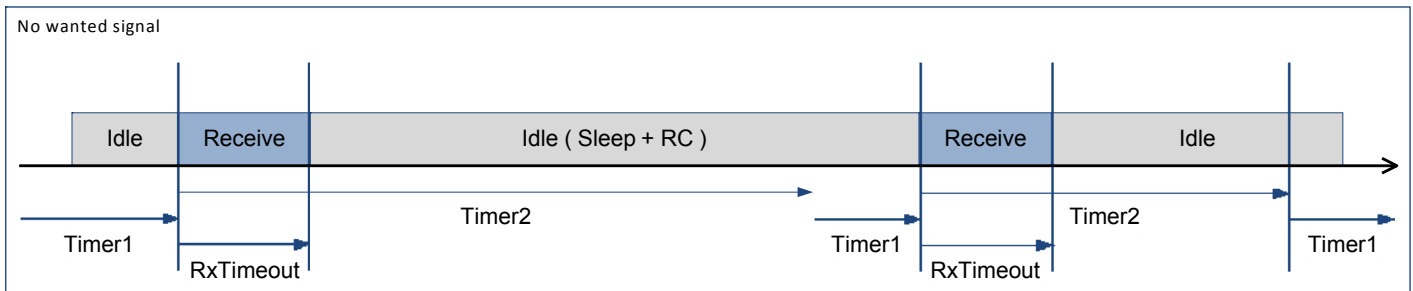 No wanted signal
Idle
Receive
Idle ( Sleep + RC )
Receive
Idle
Timer2
Timer2
Timer1
Timer1
Timer1
RxTimeout
RxTimeout